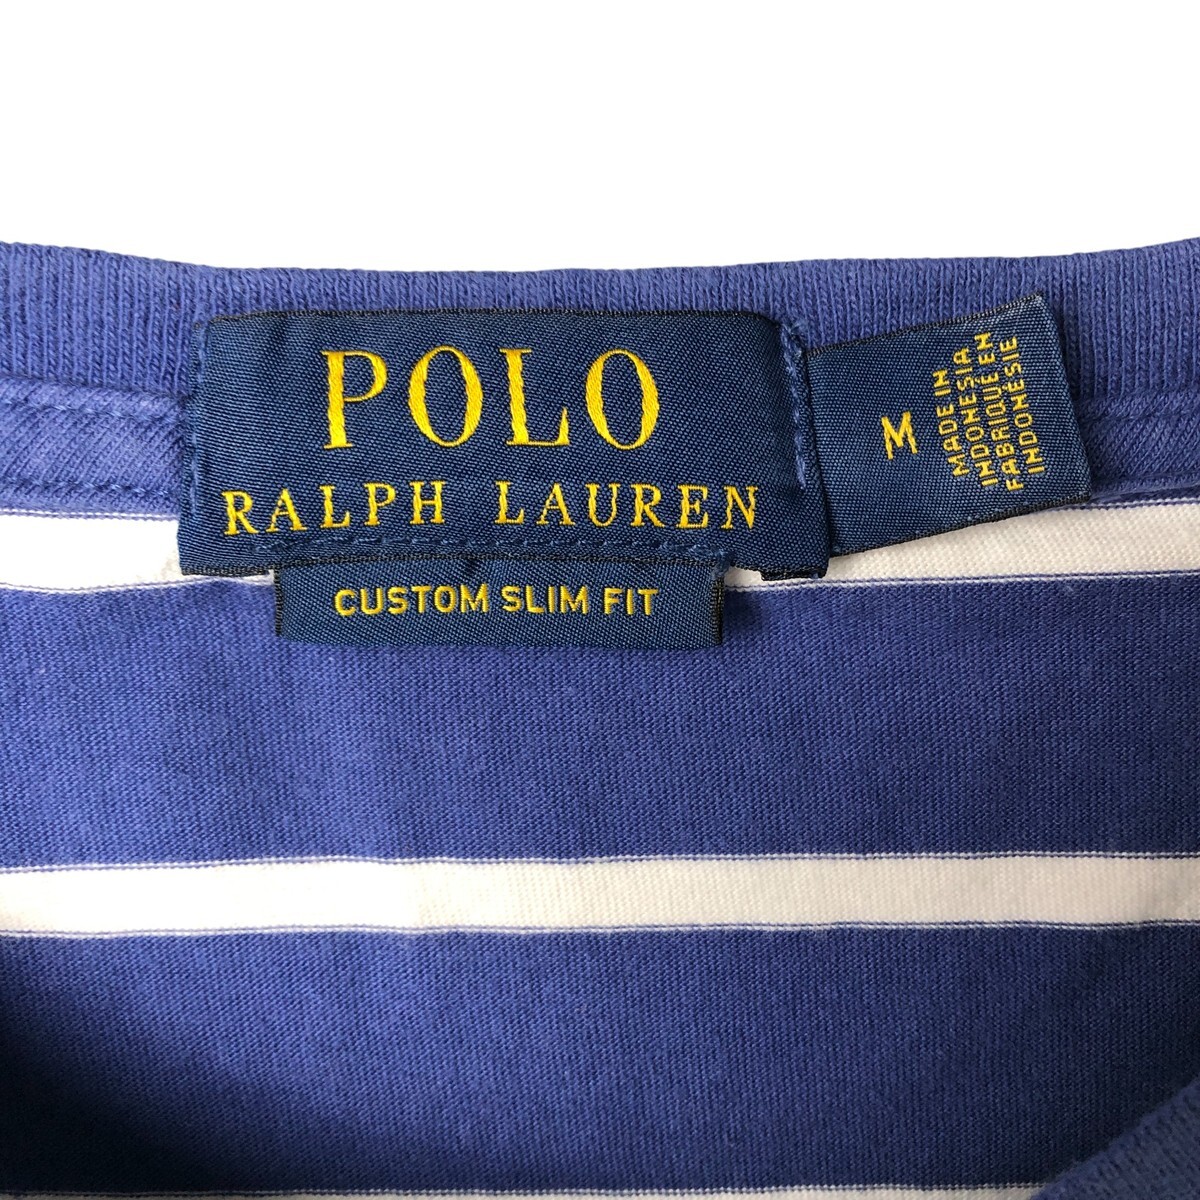 POLO
RALPH LAUREN
CUSTOM SLIM FIT
M
MADE IN
INDONESIA
FABRIQUÉ EN
INDONÉSIE